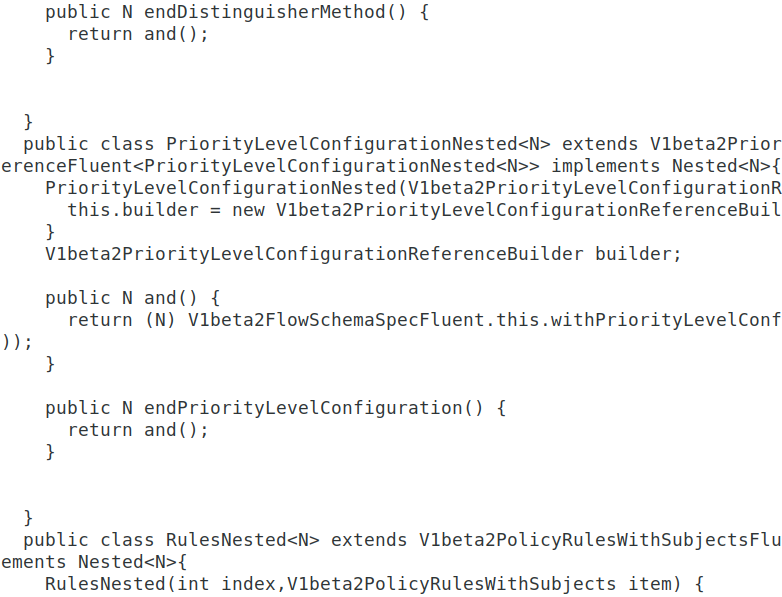 public N endDistinguisherMethod() {
      return and();
    }
  }
  public class PriorityLevelConfigurationNested<N> extends V1beta2Prior
erenceFluent<PriorityLevelConfigurationNested<N>> implements Nested<N>{
    PriorityLevelConfigurationNested(V1beta2PriorityLevelConfigurationR
      this.builder = new V1beta2PriorityLevelConfigurationReferenceBuil
    }
    V1beta2PriorityLevelConfigurationReferenceBuilder builder;
    public N and() {
      return (N) V1beta2FlowSchemaSpecFluent.this.withPriorityLevelConf
));
    }
    public N endPriorityLevelConfiguration() {
      return and();
    }
  }
  public class RulesNested<N> extends V1beta2PolicyRulesWithSubjectsFlu
ements Nested<N>{
    RulesNested(int index,V1beta2PolicyRulesWithSubjects item) {